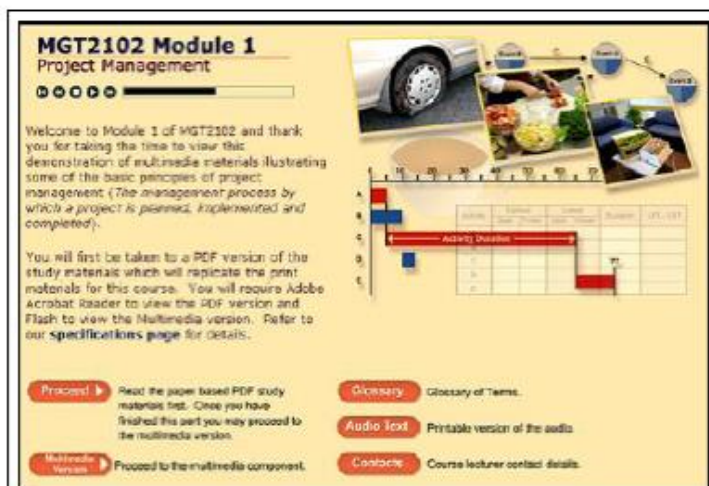 MGT2102 Module 1
Project Management
Welcome to Module 1 of MGT2102 and thank
you for taking the time to view this
demonstration of multimedia materials illustrating
some of the basic principles of project
management (The management process by
which a project is planned, implemented and
completed).
You will first be taken to a PDF version of the
study materials which will replicate the print
materials for this course. You will require Adobe
Acrobat Reader to view the PDF version and
Flash to view the Multimedia version. Refer to
our specifications page for details.
Activity Duration
Proceed
Read the paper based PDF study
materials first. Once you have
finished this part you may proceed to
the multimedia version.
Multimedia
Version
Proceed to the multimedia component.
Glossary
Glossary of Terms.
Audio Text
Printable version of the audio.
Contacts
Course lecturer contact details.